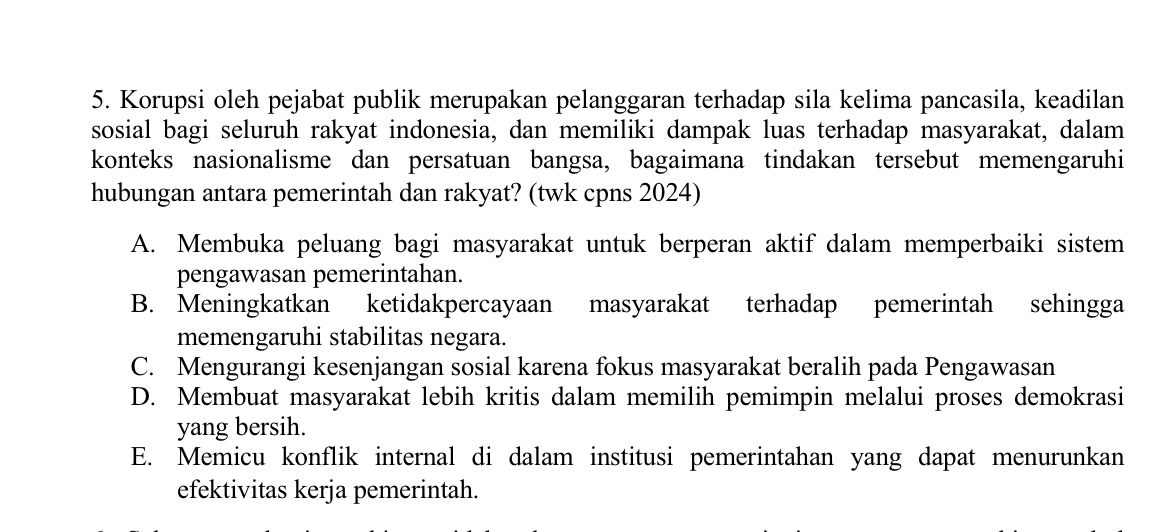 5. Korupsi oleh pejabat publik merupakan pelanggaran terhadap sila kelima pancasila, keadilan
sosial bagi seluruh rakyat indonesia, dan memiliki dampak luas terhadap masyarakat, dalam
konteks nasionalisme dan persatuan bangsa, bagaimana tindakan tersebut memengaruhi
hubungan antara pemerintah dan rakyat? (twk cpns 2024)
A. Membuka peluang bagi masyarakat untuk berperan aktif dalam memperbaiki sistem
pengawasan pemerintahan.
B. Meningkatkan ketidakpercayaan masyarakat terhadap pemerintah sehingga
memengaruhi stabilitas negara.
C. Mengurangi kesenjangan sosial karena fokus masyarakat beralih pada Pengawasan
D. Membuat masyarakat lebih kritis dalam memilih pemimpin melalui proses demokrasi
yang bersih.
E. Memicu konflik internal di dalam institusi pemerintahan yang dapat menurunkan
efektivitas kerja pemerintah.